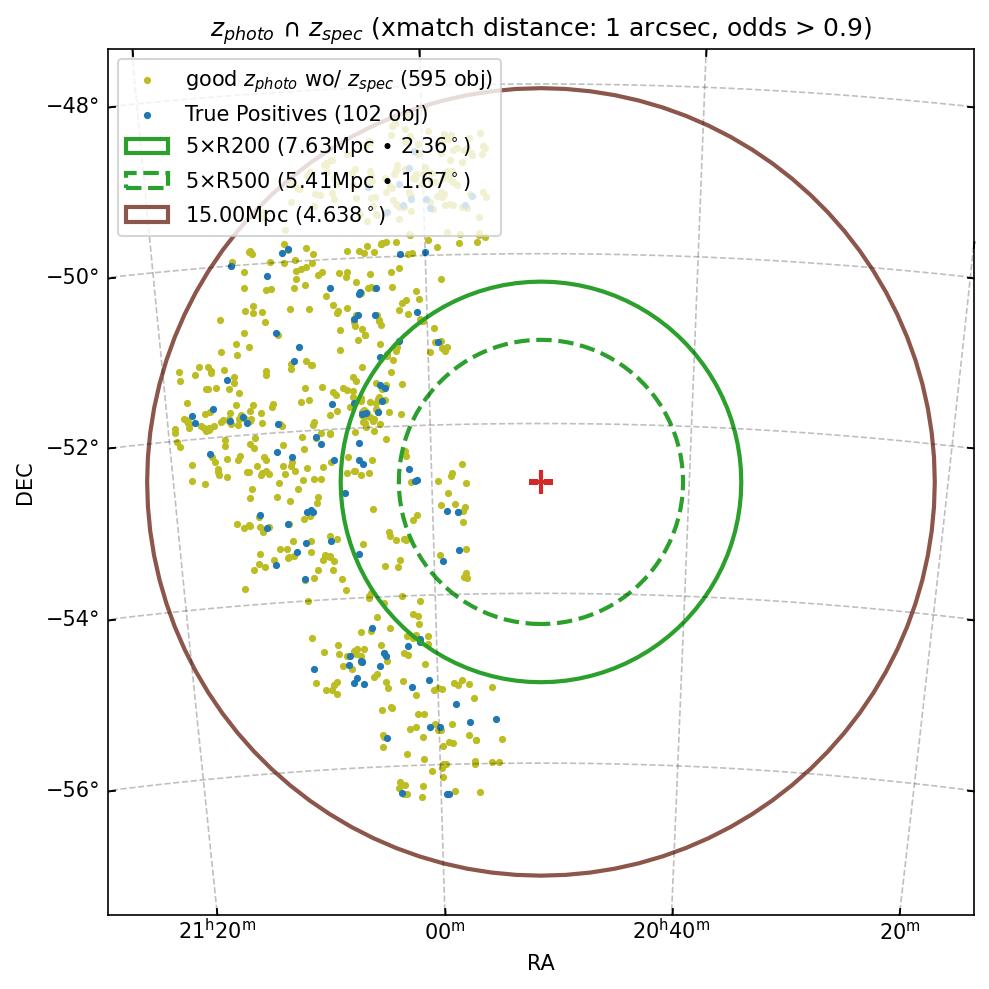 z_photo ∩ z_spec (xmatch distance: 1 arcsec, odds > 0.9)
good z_photo wo/ z_spec (595 obj)
True Positives (102 obj)
5×R200 (7.63Mpc • 2.36°)
5×R500 (5.41Mpc • 1.67°)
15.00Mpc (4.638°)
−48°
−50°
−52°
−54°
−56°
DEC
21h20m 00m 20h40m 20m
RA